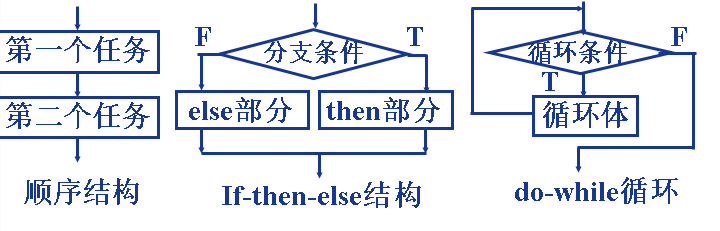 第一个任务
第二个任务
顺序结构
F
分支条件
T
else部分
then部分
If-then-else结构
循环条件
F
T
循环体
do-while循环